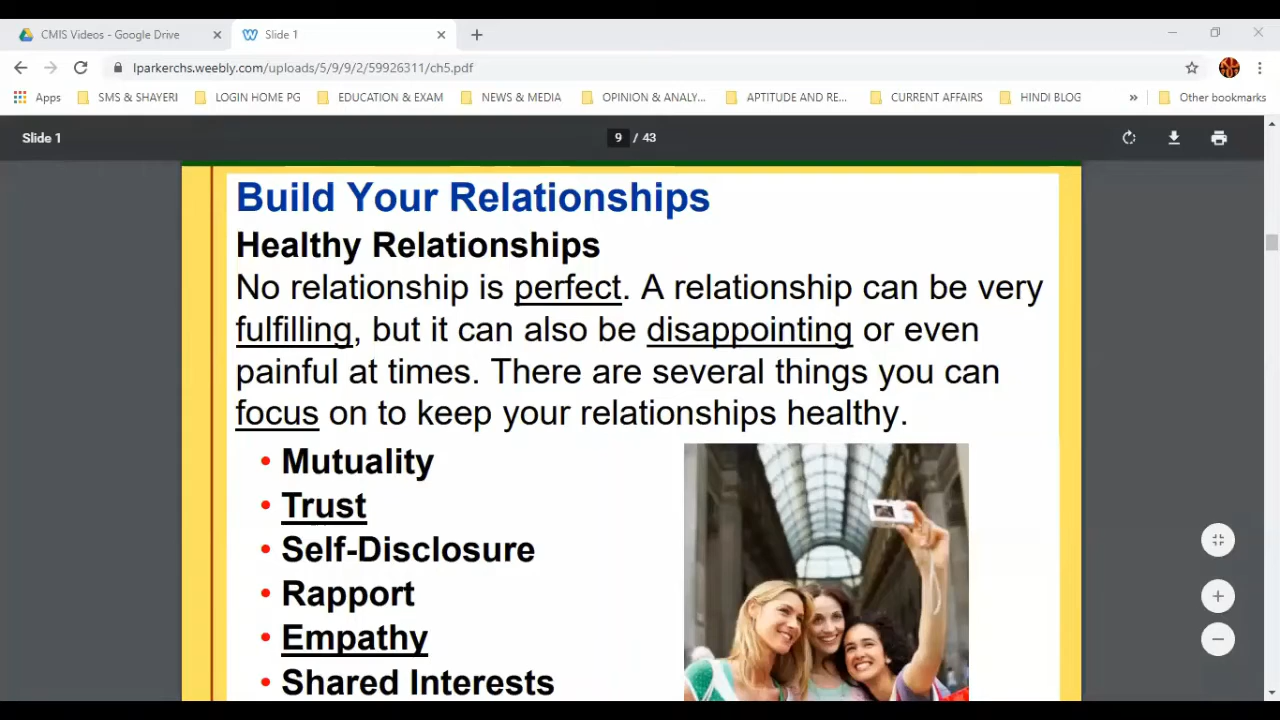 CMIS Videos - Google Drive
Slide 1
lparkerchs.weebly.com/uploads/5/9/9/2/59926311/ch5.pdf
Apps SMS & SHAYERI LOGIN HOME PG EDUCATION & EXAM NEWS & MEDIA OPINION & ANALY... APTITUDE AND RE... CURRENT AFFAIRS HINDI BLOG » Other bookmarks
Slide 1 9 / 43
Build Your Relationships
Healthy Relationships
No relationship is perfect. A relationship can be very
fulfilling, but it can also be disappointing or even
painful at times. There are several things you can
focus on to keep your relationships healthy.
• Mutuality
• Trust
• Self-Disclosure
• Rapport
• Empathy
• Shared Interests